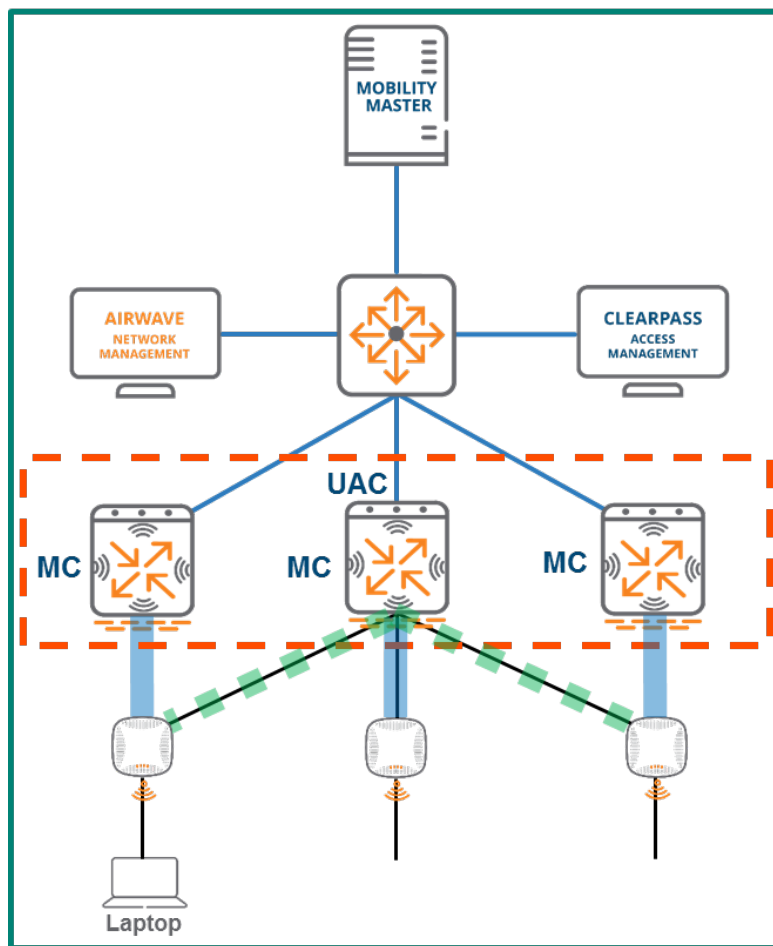 MOBILITY
MASTER
AIRWAVE
NETWORK
MANAGEMENT
CLEARPASS
ACCESS
MANAGEMENT
UAC
MC
MC
MC
Laptop